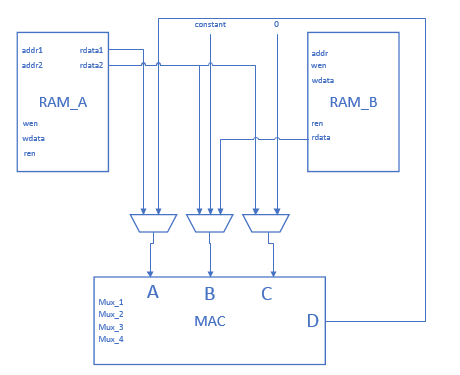 constant 0
addr1 rdata1
addr2 rdata2
RAM_A
wen
wdata
ren
addr
wen
wdata
RAM_B
ren
rdata
A B C
Mux_1
Mux_2
Mux_3
Mux_4
MAC
D